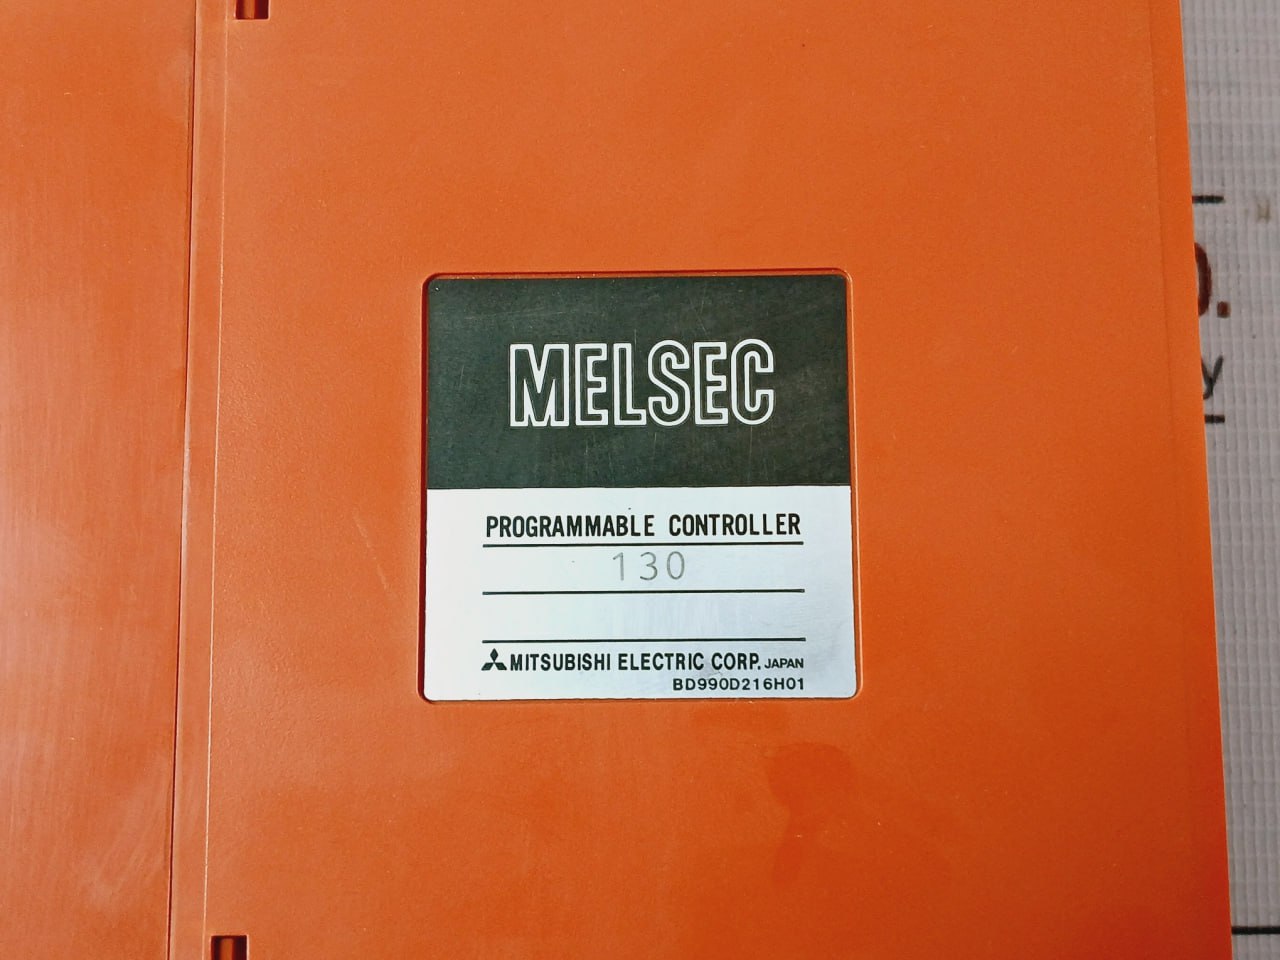 MELSEC
PROGRAMMABLE CONTROLLER
130
MITSUBISHI ELECTRIC CORP. JAPAN
BD990D216H01